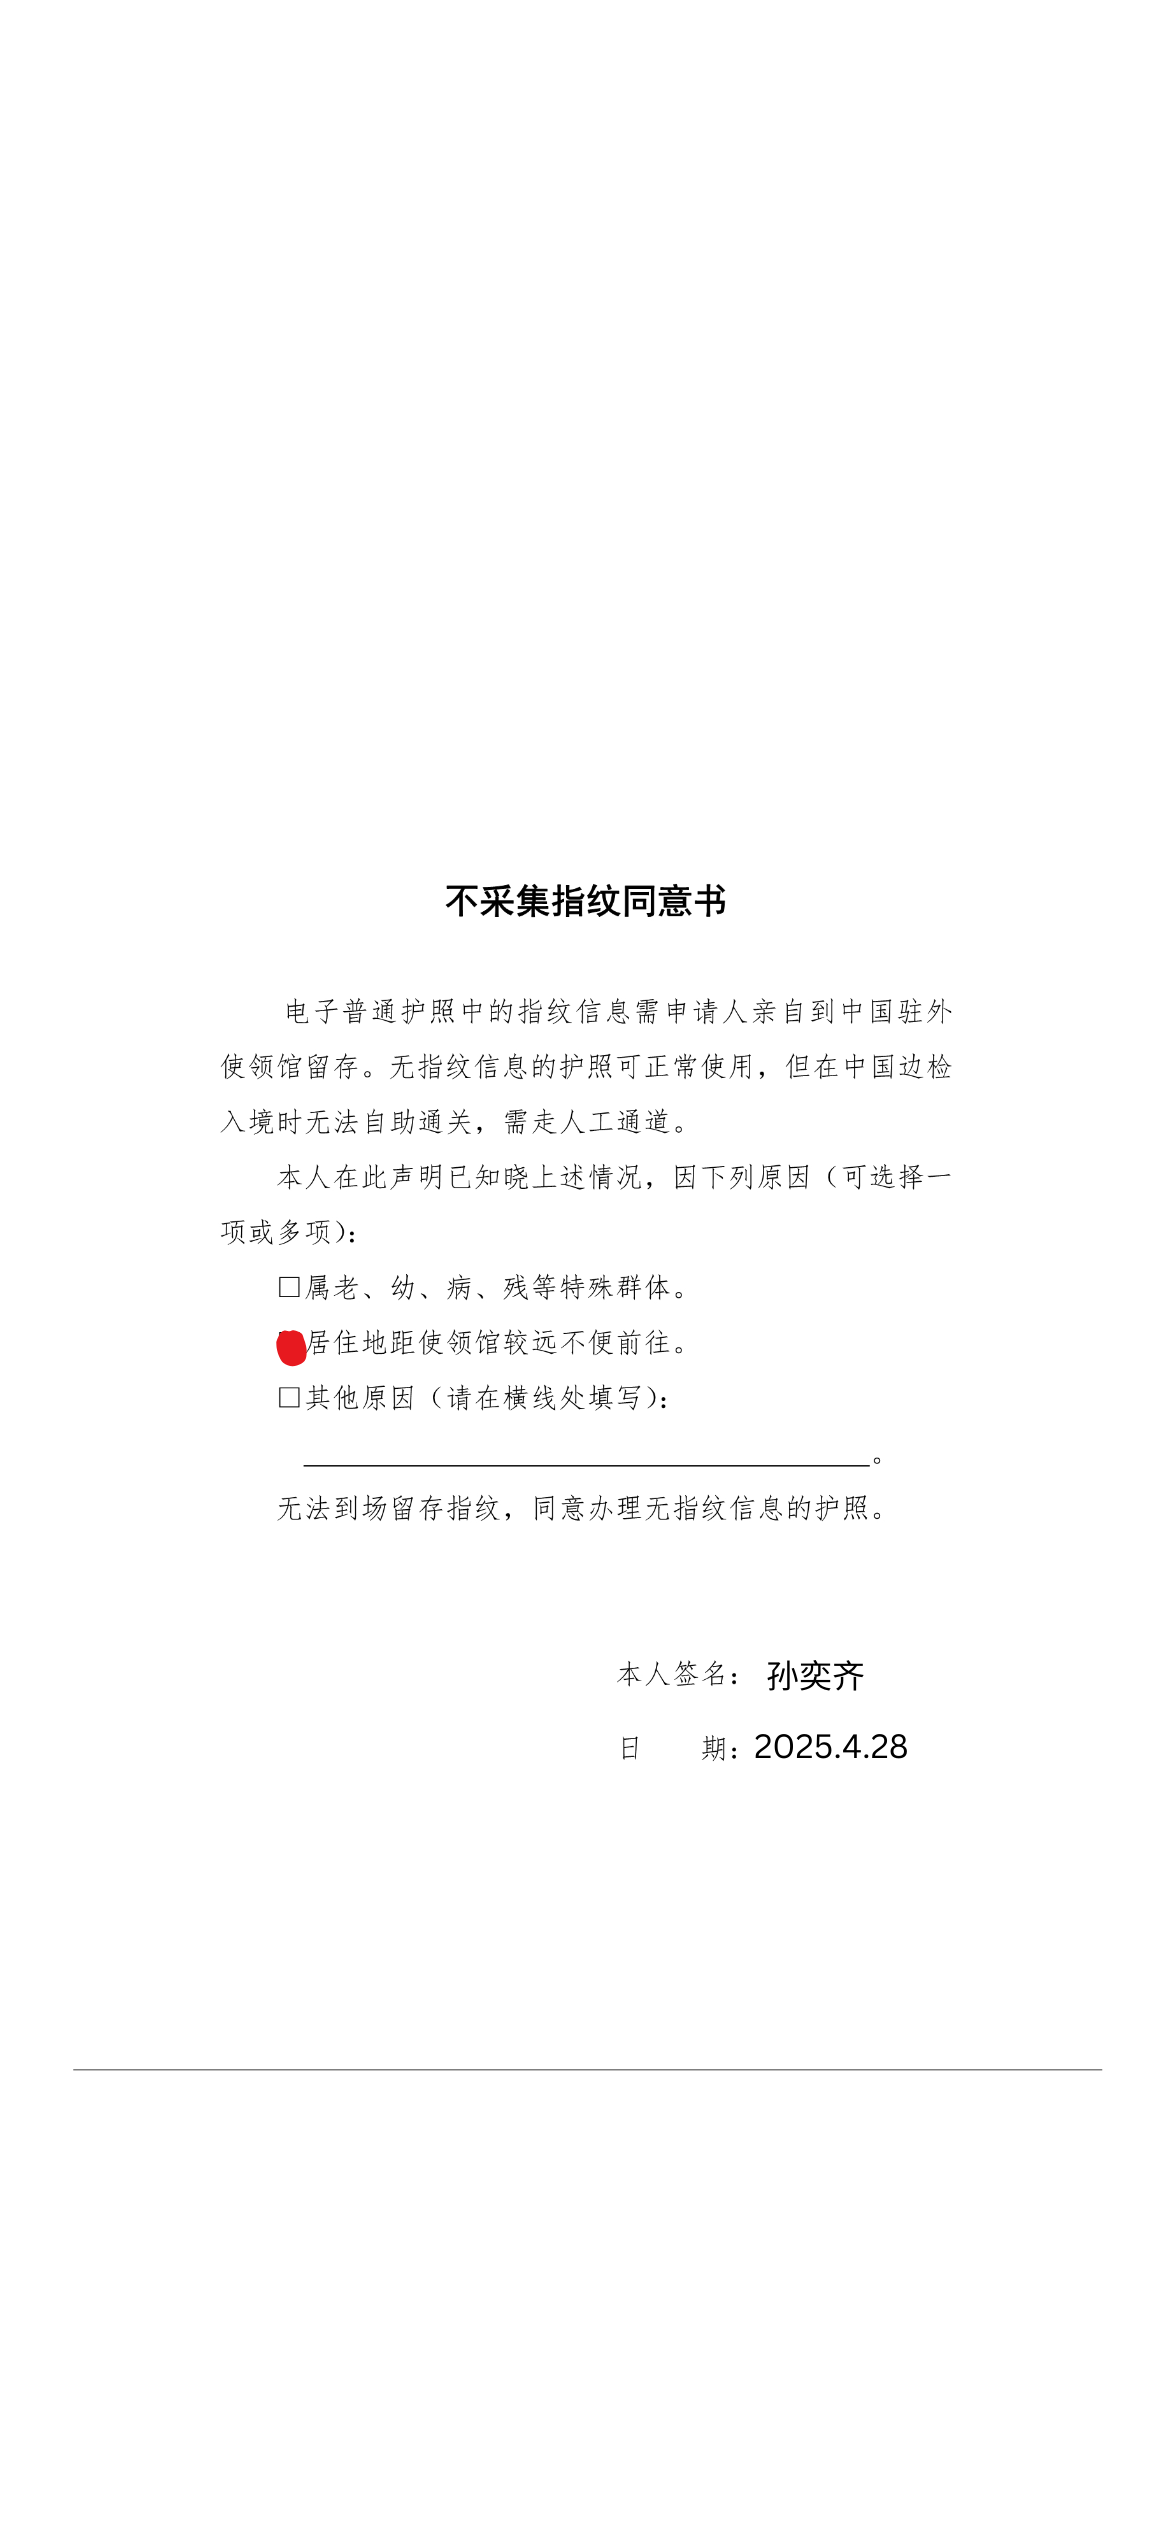 不采集指纹同意书
电子普通护照中的指纹信息需申请人亲自到中国驻外
使领馆留存。无指纹信息的护照可正常使用，但在中国边检
入境时无法自助通关，需走人工通道。
本人在此声明已知晓上述情况，因下列原因（可选择一
项或多项）：
□属老、幼、病、残等特殊群体。
居住地距使领馆较远不便前往。
□其他原因（请在横线处填写）：
。
无法到场留存指纹，同意办理无指纹信息的护照。
本人签名： 孙奕齐
日 期：2025.4.28